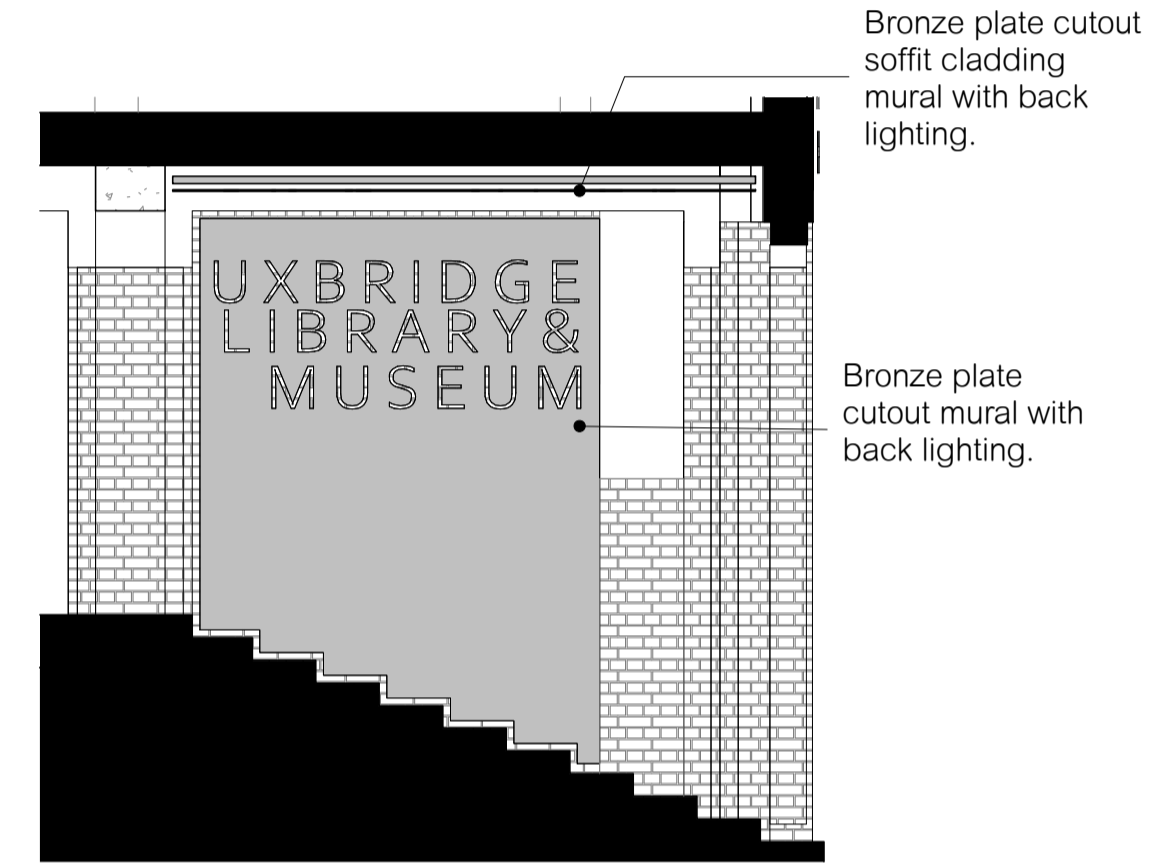 Bronze plate cutout
soffit cladding
mural with back
lighting.
UXBRIDGE
LIBRARY&
MUSEUM
Bronze plate
cutout mural with
back lighting.